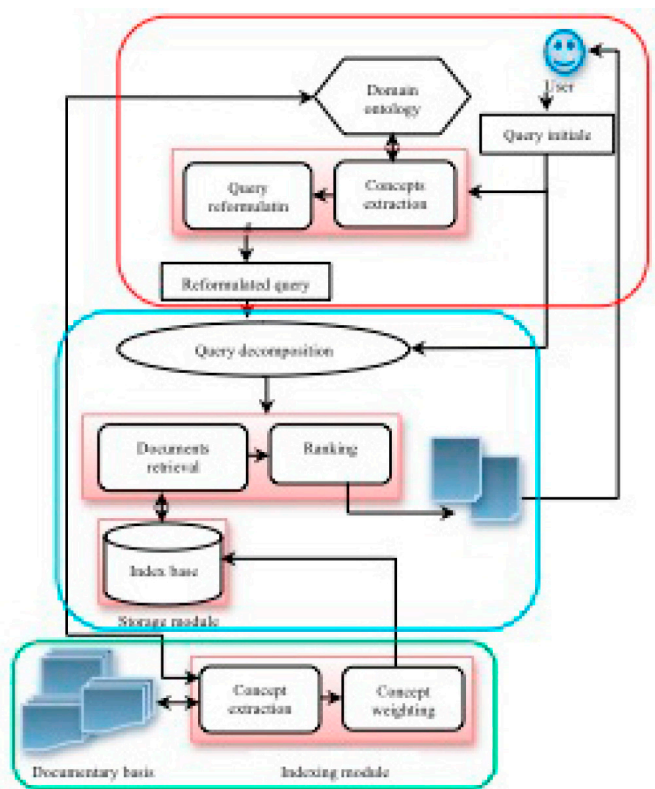 User
Domain
ontology
Query initiale
Query
reformulatin
Concepts
extraction
Reformulated query
Query decomposition
Documents
retrieval
Ranking
Index base
Storage module
Concept
extraction
Concept
weighting
Documentary basis
Indexing module